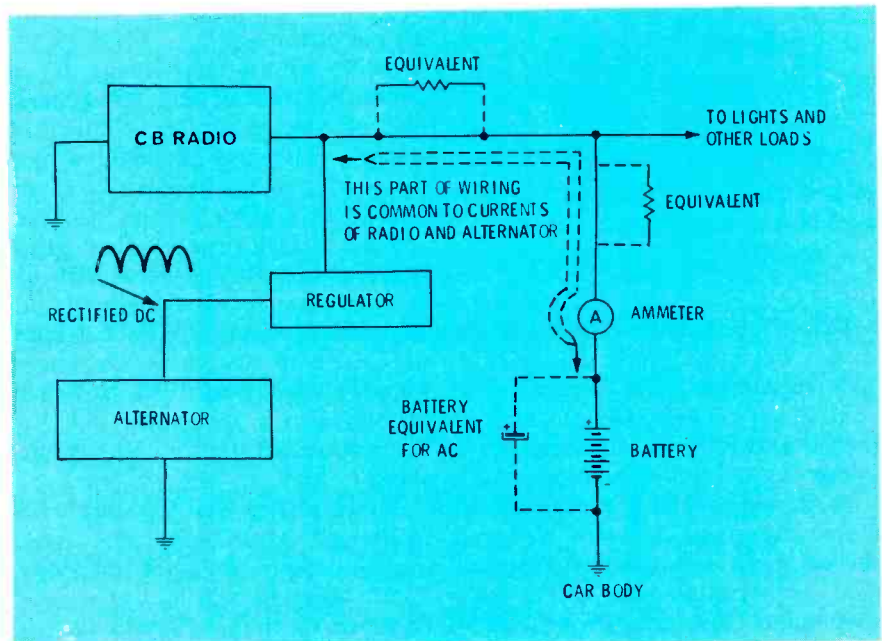 EQUIVALENT
CB RADIO
TO LIGHTS AND
OTHER LOADS
THIS PART OF WIRING
IS COMMON TO CURRENTS
OF RADIO AND ALTERNATOR
EQUIVALENT
RECTIFIED DC
REGULATOR
A
AMMETER
ALTERNATOR
BATTERY
EQUIVALENT
FOR AC
+
+
-
BATTERY
CAR BODY